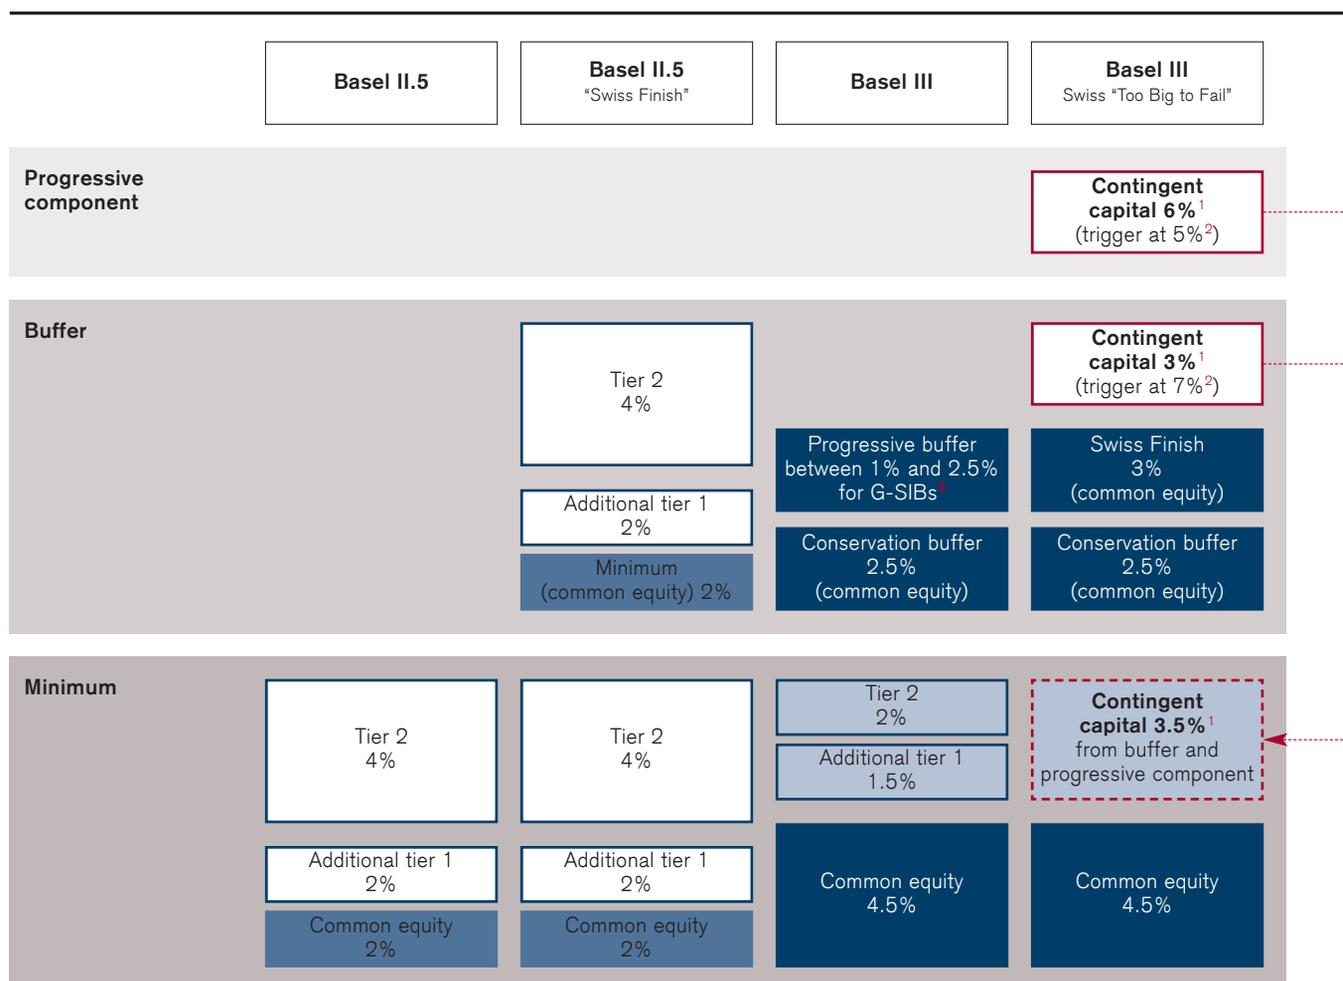 Basel II.5
Basel II.5
“Swiss Finish”
Basel III
Basel III
Swiss “Too Big to Fail”
Progressive
component
Contingent
capital 6%1
(trigger at 5%2)
Buffer
Tier 2
4%
Additional tier 1
2%
Minimum
(common equity) 2%
Progressive buffer
between 1% and 2.5%
for G-SIBs3
Conservation buffer
2.5%
(common equity)
Contingent
capital 3%1
(trigger at 7%2)
Swiss Finish
3%
(common equity)
Conservation buffer
2.5%
(common equity)
Minimum
Tier 2
4%
Additional tier 1
2%
Common equity
2%
Tier 2
4%
Additional tier 1
2%
Common equity
2%
Tier 2
2%
Additional tier 1
1.5%
Common equity
4.5%
Contingent
capital 3.5%1
from buffer and
progressive component
Common equity
4.5%